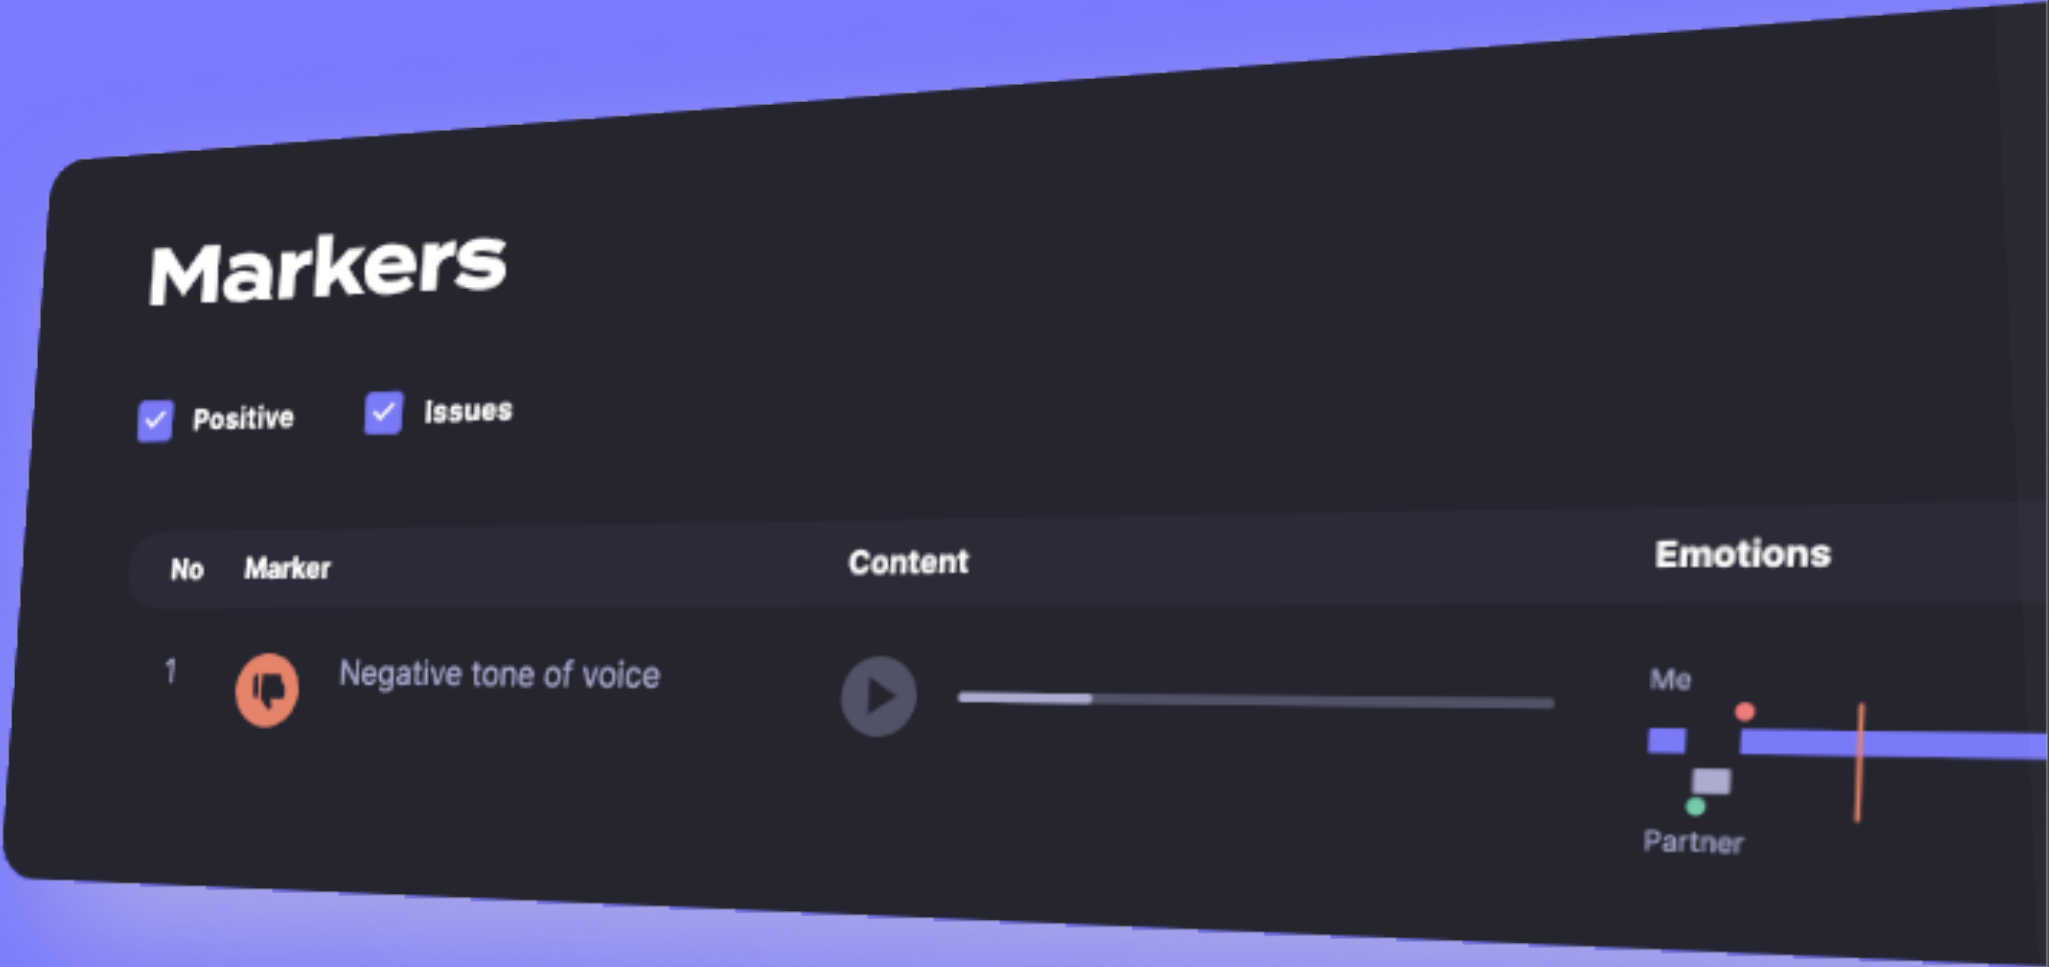 Markers
Positive Issues
No Marker Content Emotions
1 Negative tone of voice
Me
Partner